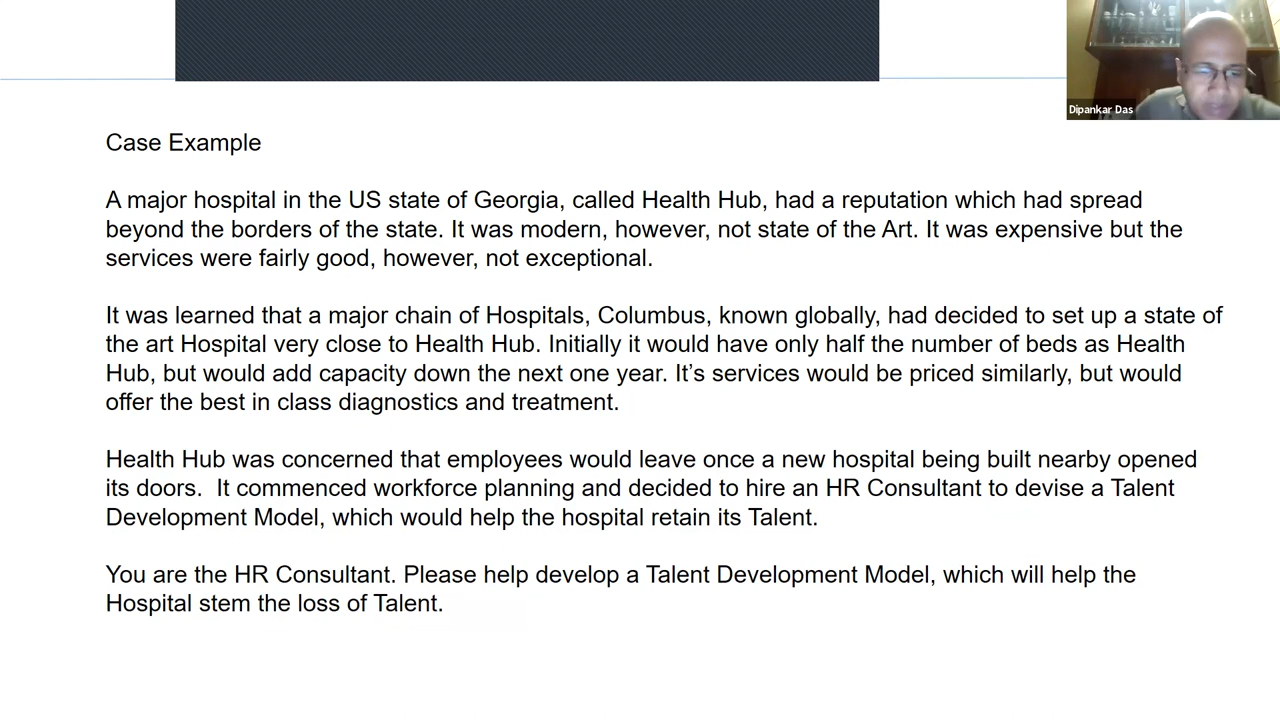 Dipankar Das
Case Example
A major hospital in the US state of Georgia, called Health Hub, had a reputation which had spread
beyond the borders of the state. It was modern, however, not state of the Art. It was expensive but the
services were fairly good, however, not exceptional.
It was learned that a major chain of Hospitals, Columbus, known globally, had decided to set up a state of
the art Hospital very close to Health Hub. Initially it would have only half the number of beds as Health
Hub, but would add capacity down the next one year. It’s services would be priced similarly, but would
offer the best in class diagnostics and treatment.
Health Hub was concerned that employees would leave once a new hospital being built nearby opened
its doors.  It commenced workforce planning and decided to hire an HR Consultant to devise a Talent
Development Model, which would help the hospital retain its Talent.
You are the HR Consultant. Please help develop a Talent Development Model, which will help the
Hospital stem the loss of Talent.